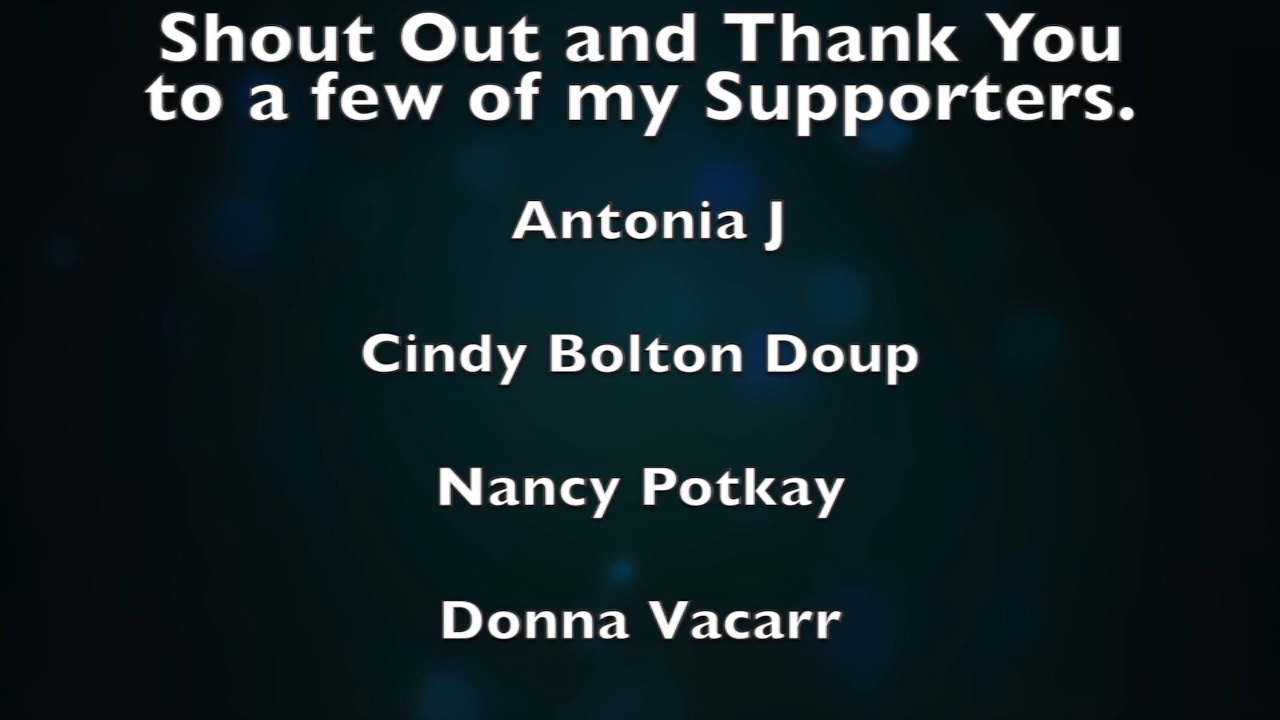 Shout Out and Thank You
to a few of my Supporters.
Antonia J
Cindy Bolton Doup
Nancy Potkay
Donna Vacarr